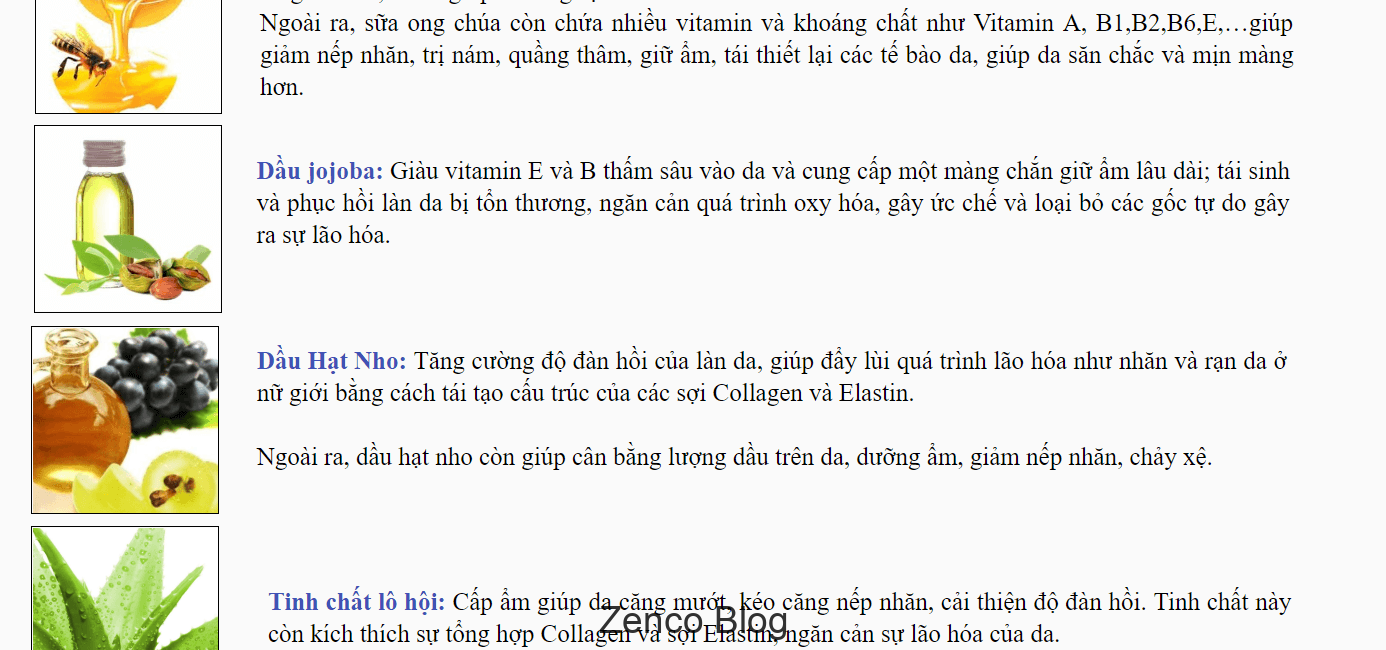 Ngoài ra, sữa ong chúa còn chứa nhiều vitamin và khoáng chất như Vitamin A, B1,B2,B6,E,…giúp
giảm nếp nhăn, trị nám, quầng thâm, giữ ẩm, tái thiết lại các tế bào da, giúp da săn chắc và mịn màng
hơn.
Dầu jojoba: Giàu vitamin E và B thấm sâu vào da và cung cấp một màng chắn giữ ẩm lâu dài; tái sinh
và phục hồi làn da bị tổn thương, ngăn cản quá trình oxy hóa, gây ức chế và loại bỏ các gốc tự do gây
ra sự lão hóa.
Dầu Hạt Nho: Tăng cường độ đàn hồi của làn da, giúp đẩy lùi quá trình lão hóa như nhăn và rạn da ở
nữ giới bằng cách tái tạo cấu trúc của các sợi Collagen và Elastin.
Ngoài ra, dầu hạt nho còn giúp cân bằng lượng dầu trên da, dưỡng ẩm, giảm nếp nhăn, chảy xệ.
Tinh chất lô hội: Cấp ẩm giúp da căng mướt, kéo căng nếp nhăn, cải thiện độ đàn hồi. Tinh chất này
còn kích thích sự tổng hợp Collagen và sợi Elastin, ngăn cản sự lão hóa của da.
Zenco Blog